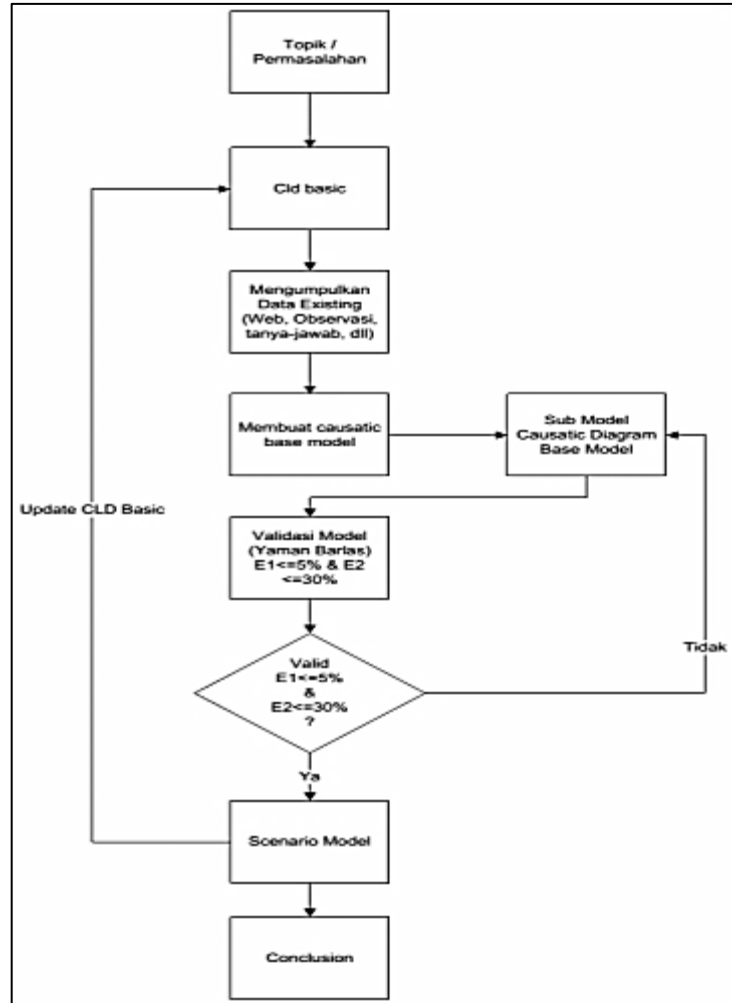 Topik /
Permasalahan
Cld basic
Mengumpulkan
Data Existing
(Web, Observasi,
tanya-jawab, dll)
Membuat causatic
base model
Sub Model
Causatic Diagram
Base Model
Update CLD Basic
Validasi Model
(Yaman Barlas)
E1<=5% & E2
<=30%
Tidak
Valid
E1<=5%
&
E2<=30%
?
Ya
Scenario Model
Conclusion